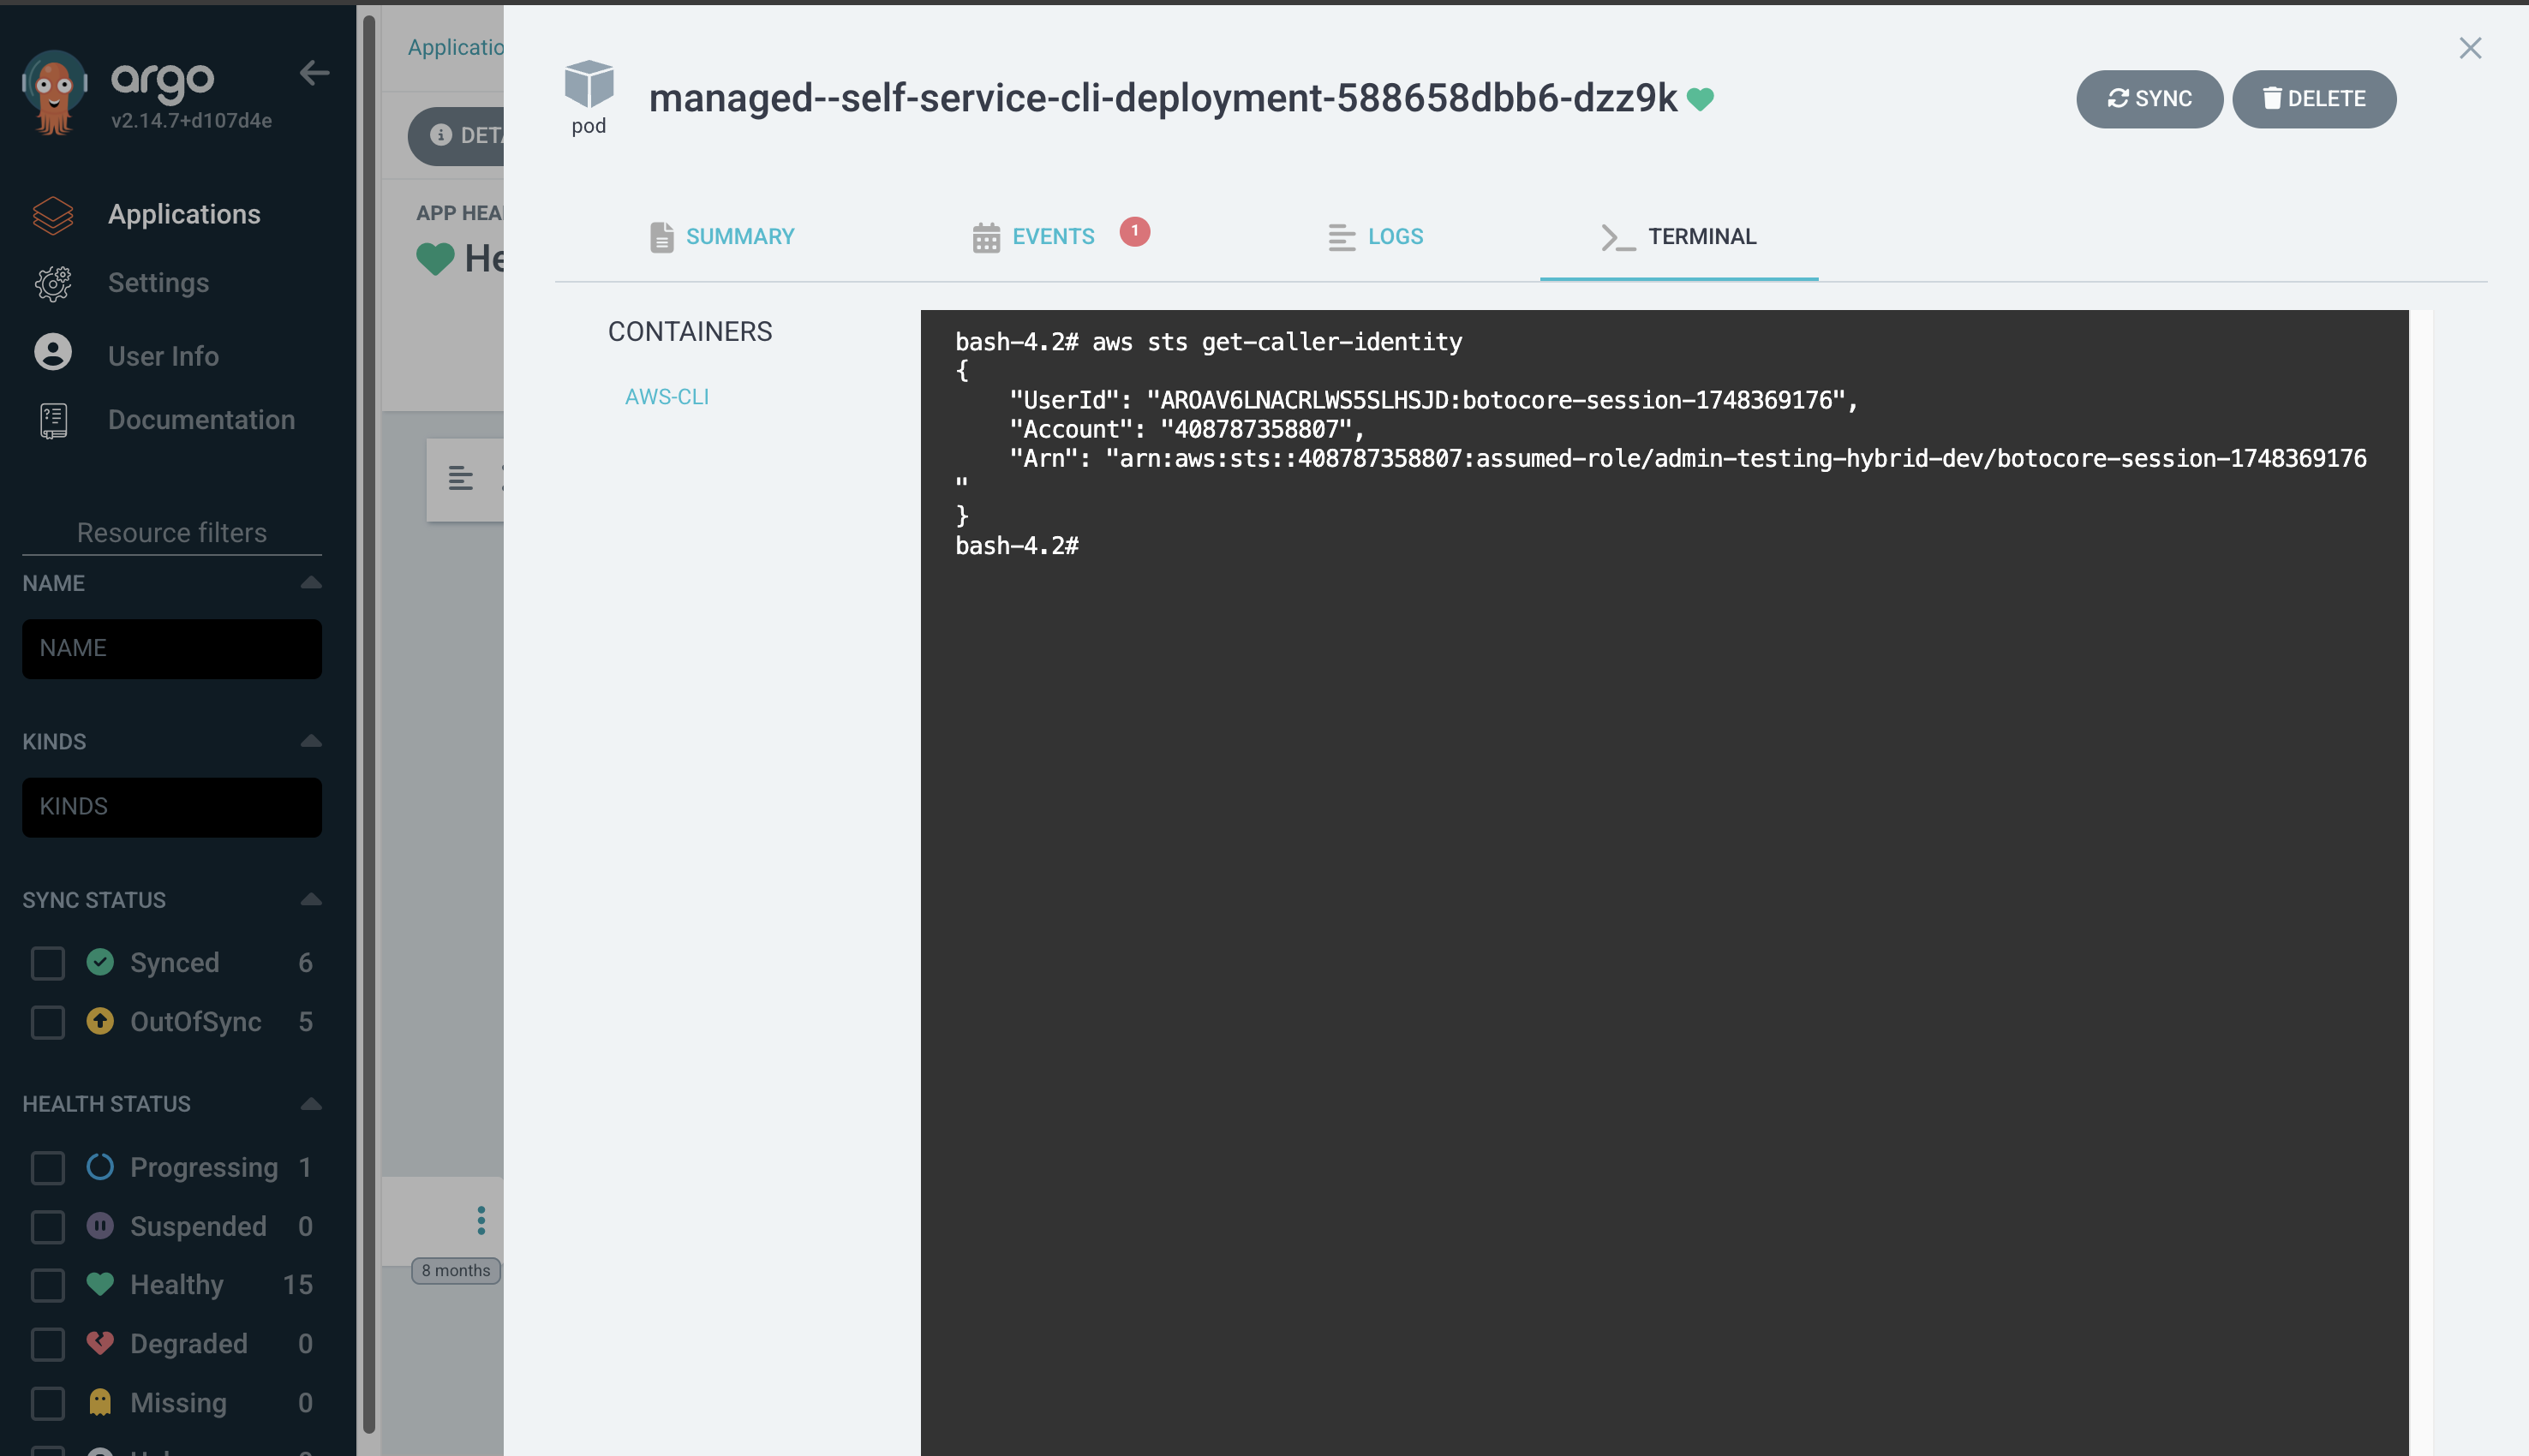 argo
v2.14.7+d107d4e
Applications
Settings
User Info
Documentation
Resource filters
NAME
NAME
KINDS
KINDS
SYNC STATUS
Synced 6
OutOfSync 5
HEALTH STATUS
Progressing 1
Suspended 0
Healthy 15
Degraded 0
Missing 0
Applicatio
DETA
APP HEA
He
8 months
pod
managed--self-service-cli-deployment-588658dbb6-dzz9k
SYNC
DELETE
SUMMARY
EVENTS 1
LOGS
TERMINAL
CONTAINERS
AWS-CLI
bash-4.2# aws sts get-caller-identity
{
"UserId": "AROAV6LNACRLWS5SLHSJD:botocore-session-1748369176",
"Account": "408787358807",
"Arn": "arn:aws:sts::408787358807:assumed-role/admin-testing-hybrid-dev/botocore-session-1748369176
"
}
bash-4.2#